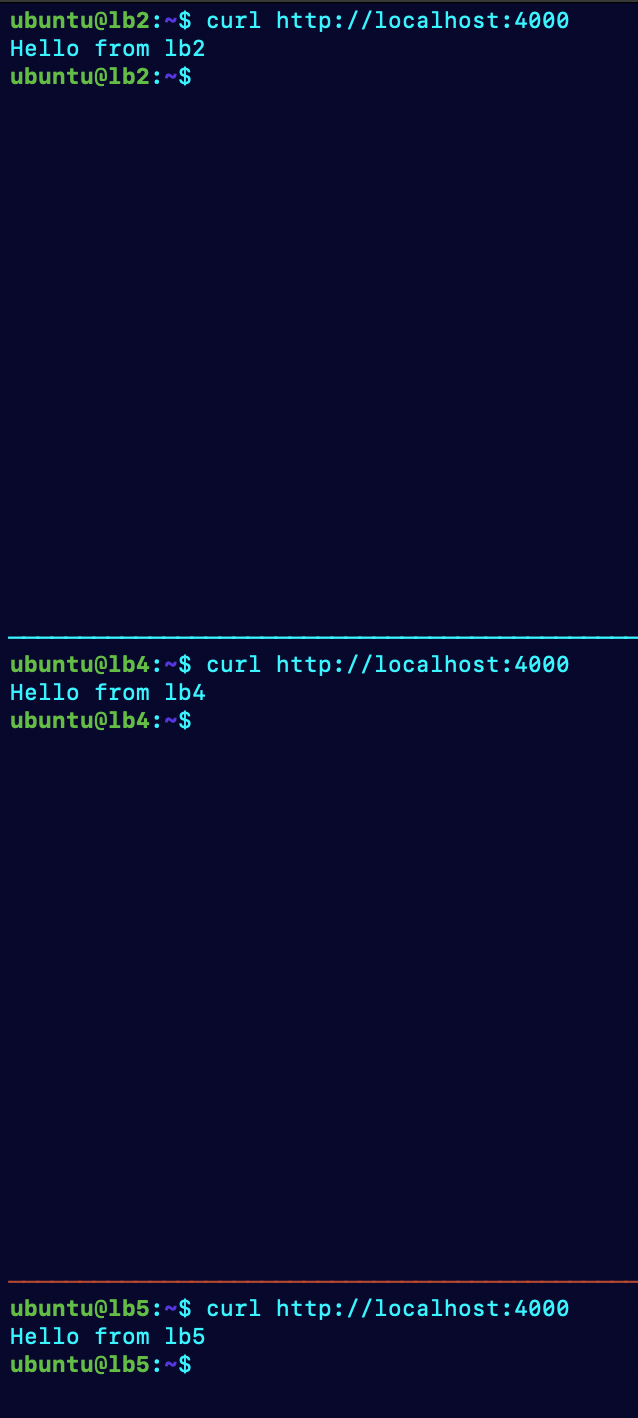 ubuntu@lb2:~$ curl http://localhost:4000
Hello from lb2
ubuntu@lb2:~$
ubuntu@lb4:~$ curl http://localhost:4000
Hello from lb4
ubuntu@lb4:~$
ubuntu@lb5:~$ curl http://localhost:4000
Hello from lb5
ubuntu@lb5:~$